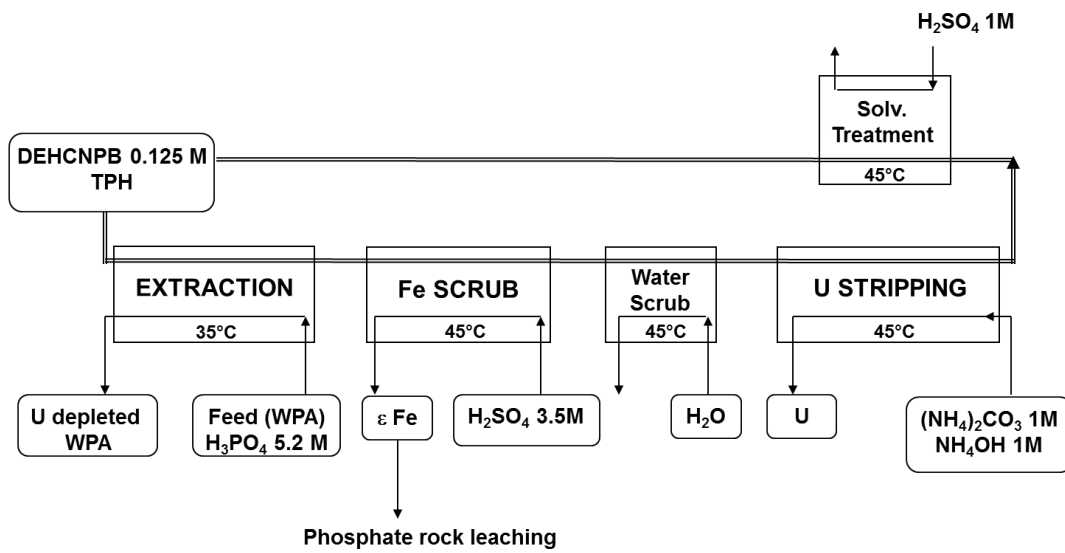 H₂SO₄ 1M
Solv.
Treatment
45°C
DEHCNPB 0.125 M
TPH
EXTRACTION
35°C
Fe SCRUB
45°C
Water
Scrub
45°C
U STRIPPING
45°C
U depleted
WPA
Feed (WPA)
H₃PO₄ 5.2 M
ε Fe
H₂SO₄ 3.5M
H₂O
U
(NH₄)₂CO₃ 1M
NH₄OH 1M
Phosphate rock leaching